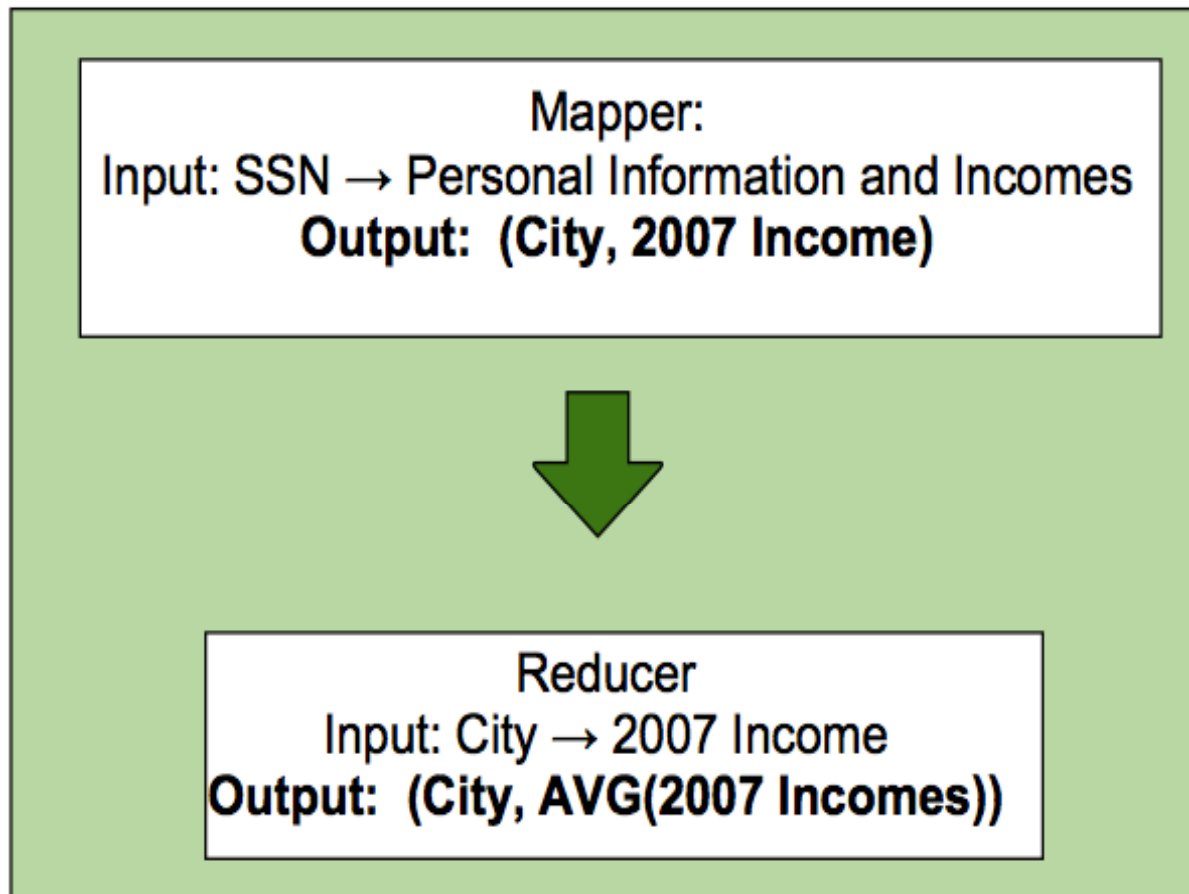 Mapper:
Input: SSN → Personal Information and Incomes
Output:  (City, 2007 Income)
Reducer
Input: City → 2007 Income
Output:  (City, AVG(2007 Incomes))